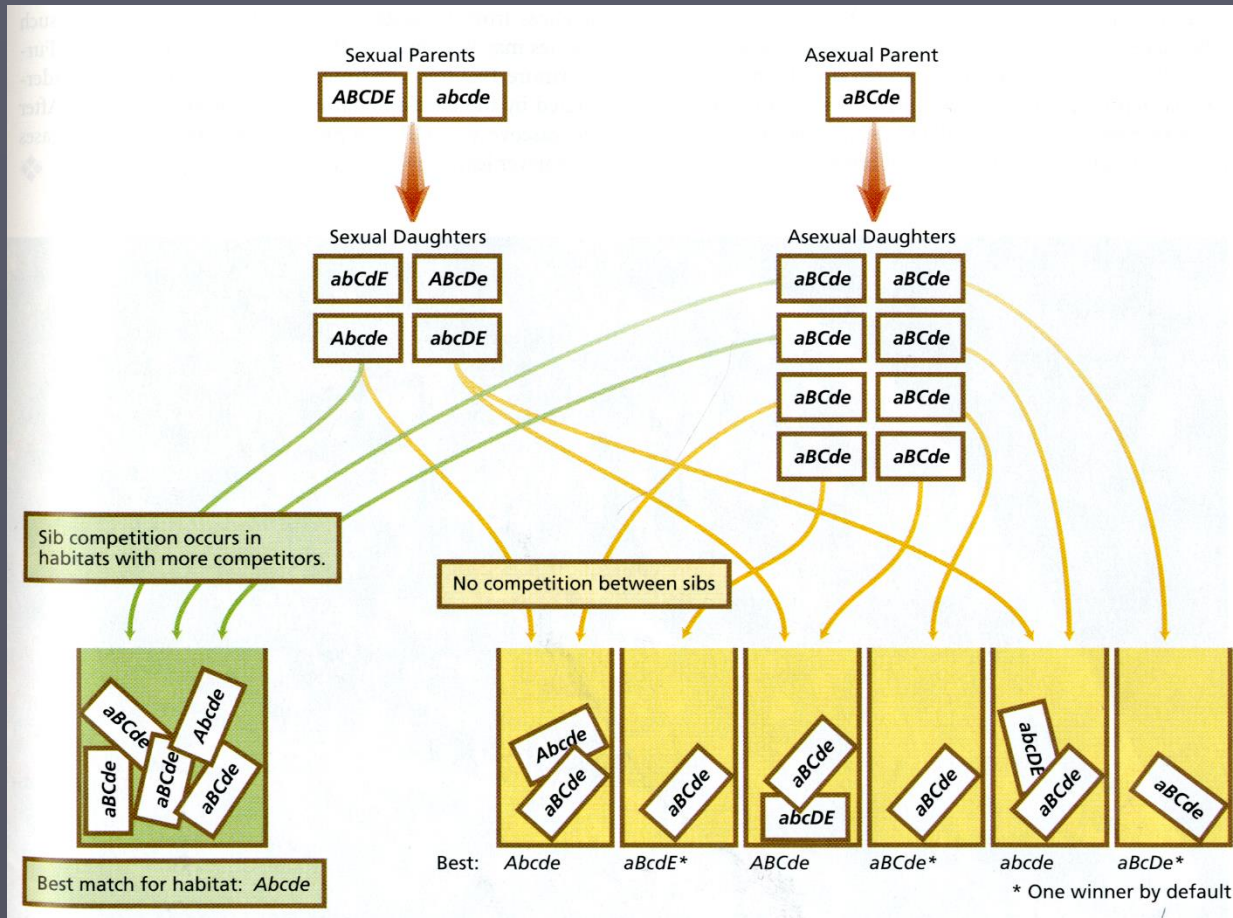 Sexual Parents
Asexual Parent
ABCDE abcde
aBCde
Sexual Daughters
Asexual Daughters
abCdE ABcDe
aBCde aBCde
Abcde abcDE
aBCde aBCde
aBCde aBCde
aBCde aBCde
Sib competition occurs in
habitats with more competitors.
No competition between sibs
aBCde
aBCde
aBCde
Abcde
aBCde
Best match for habitat: Abcde
Abcde
aBCde
aBCde
aBCde
abcDE
aBCde
abcDE
aBCde
aBCde
Best: Abcde aBcdE* ABCde aBCde* abcde aBcDe*
* One winner by default